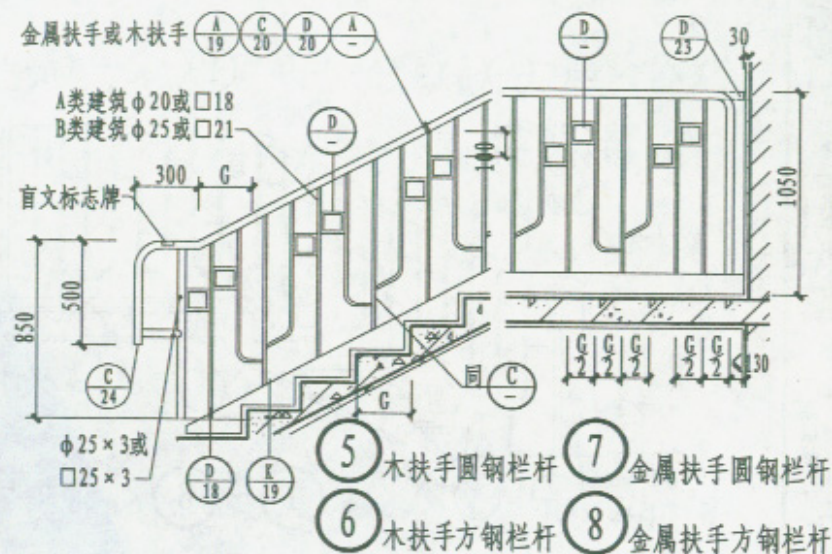 金属扶手或木扶手 A/19 C/20 D/20 A/- D/- D/23 30
A类建筑ф20或□18
B类建筑ф25或□21
D/-
100
300 G
盲文标志牌
1050
500
850
G/2 G/2 G/2 G/2 G/2 ≤130
C/24
同 C/-
G
ф25×3或
□25×3
D/18 K/19
5 木扶手圆钢栏杆 7 金属扶手圆钢栏杆
6 木扶手方钢栏杆 8 金属扶手方钢栏杆